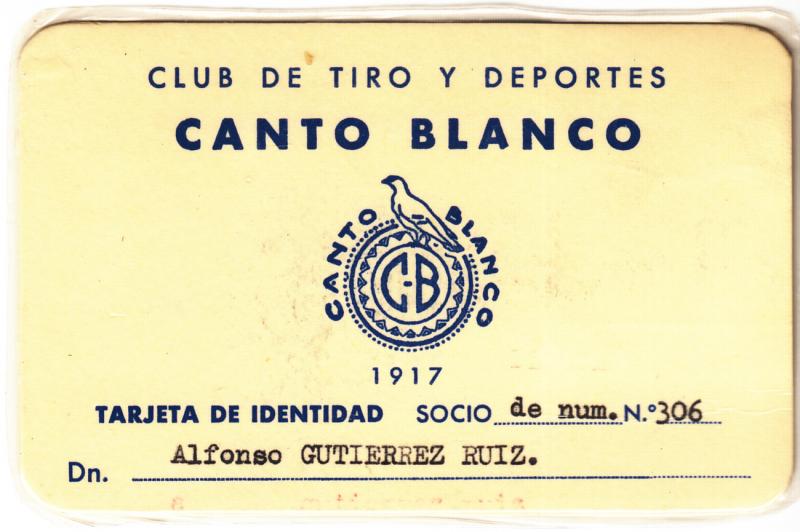 CLUB DE TIRO Y DEPORTES
CANTO BLANCO
CANTO BLANCO
C-B
1917
TARJETA DE IDENTIDAD SOCIO de num. N.º 306
Dn. Alfonso GUTIERREZ RUIZ.